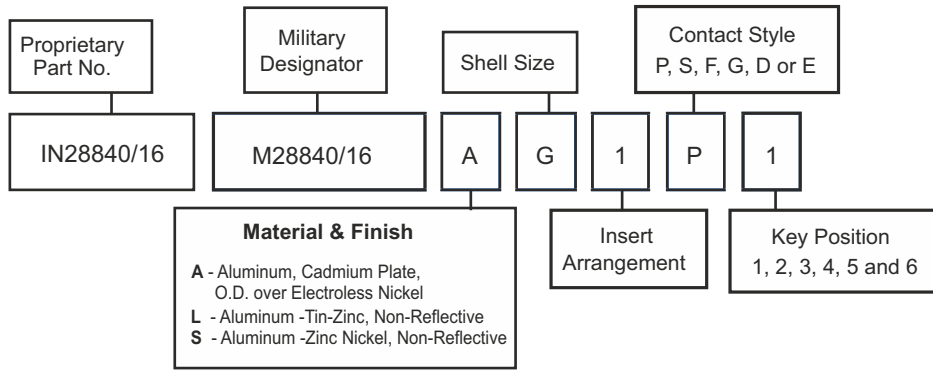 Proprietary
Part No.
Military
Designator
Shell Size
Contact Style
P, S, F, G, D or E
IN28840/16
M28840/16
A
G
1
P
1
Material & Finish
A - Aluminum, Cadmium Plate,
O.D. over Electroless Nickel
L - Aluminum -Tin-Zinc, Non-Reflective
S - Aluminum -Zinc Nickel, Non-Reflective
Insert
Arrangement
Key Position
1, 2, 3, 4, 5 and 6